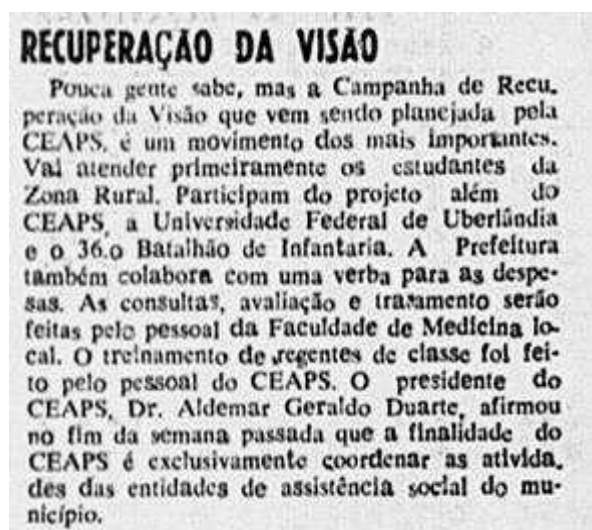 RECUPERAÇÃO DA VISÃO
Pouca gente sabe, mas a Campanha de Recu.
peração da Visão que vem sendo planejada pela
CEAPS. é um movimento dos mais importantes.
Vai atender primeiramente os estudantes da
Zona Rural. Participam do projeto além do
CEAPS, a Universidade Federal de Uberlândia
e o 36.o Batalhão de Infantaria. A Prefeitura
também colabora com uma verba para as despe-
sas. As consultas, avaliação e tratamento serão
feitas pelo pessoal da Faculdade de Medicina lo-
cal. O treinamento de regentes de classe foi fei-
to pelo pessoal do CEAPS. O presidente do
CEAPS, Dr. Aldemar Geraldo Duarte, afirmou
no fim da semana passada que a finalidade do
CEAPS é exclusivamente coordenar as ativida.
des das entidades de assistência social do mu-
nicípio.